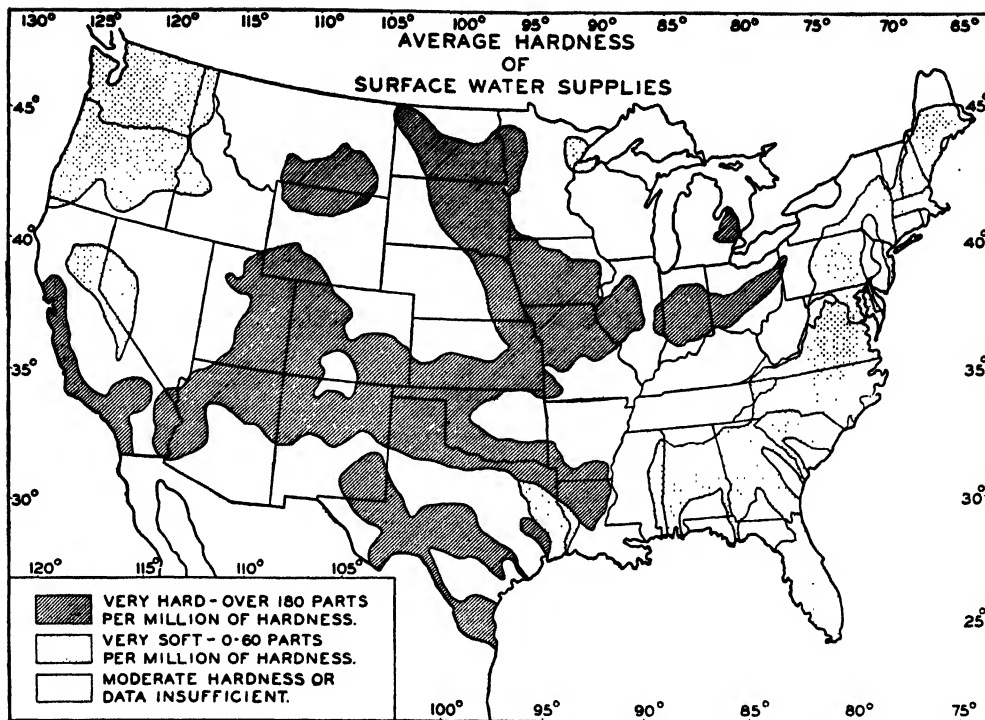 130° 125° 120° 115° 110° 105° 100° 95° 90° 85° 80° 75° 70° 65°
AVERAGE HARDNESS
OF
SURFACE WATER SUPPLIES
45° 45°
40° 40°
35° 35°
30° 30°
120° 115° 110° 105°
25°
VERY HARD - OVER 180 PARTS
PER MILLION OF HARDNESS.
VERY SOFT - 0-60 PARTS
PER MILLION OF HARDNESS.
MODERATE HARDNESS OR
DATA INSUFFICIENT.
100° 95° 90° 85° 80° 75° 70°